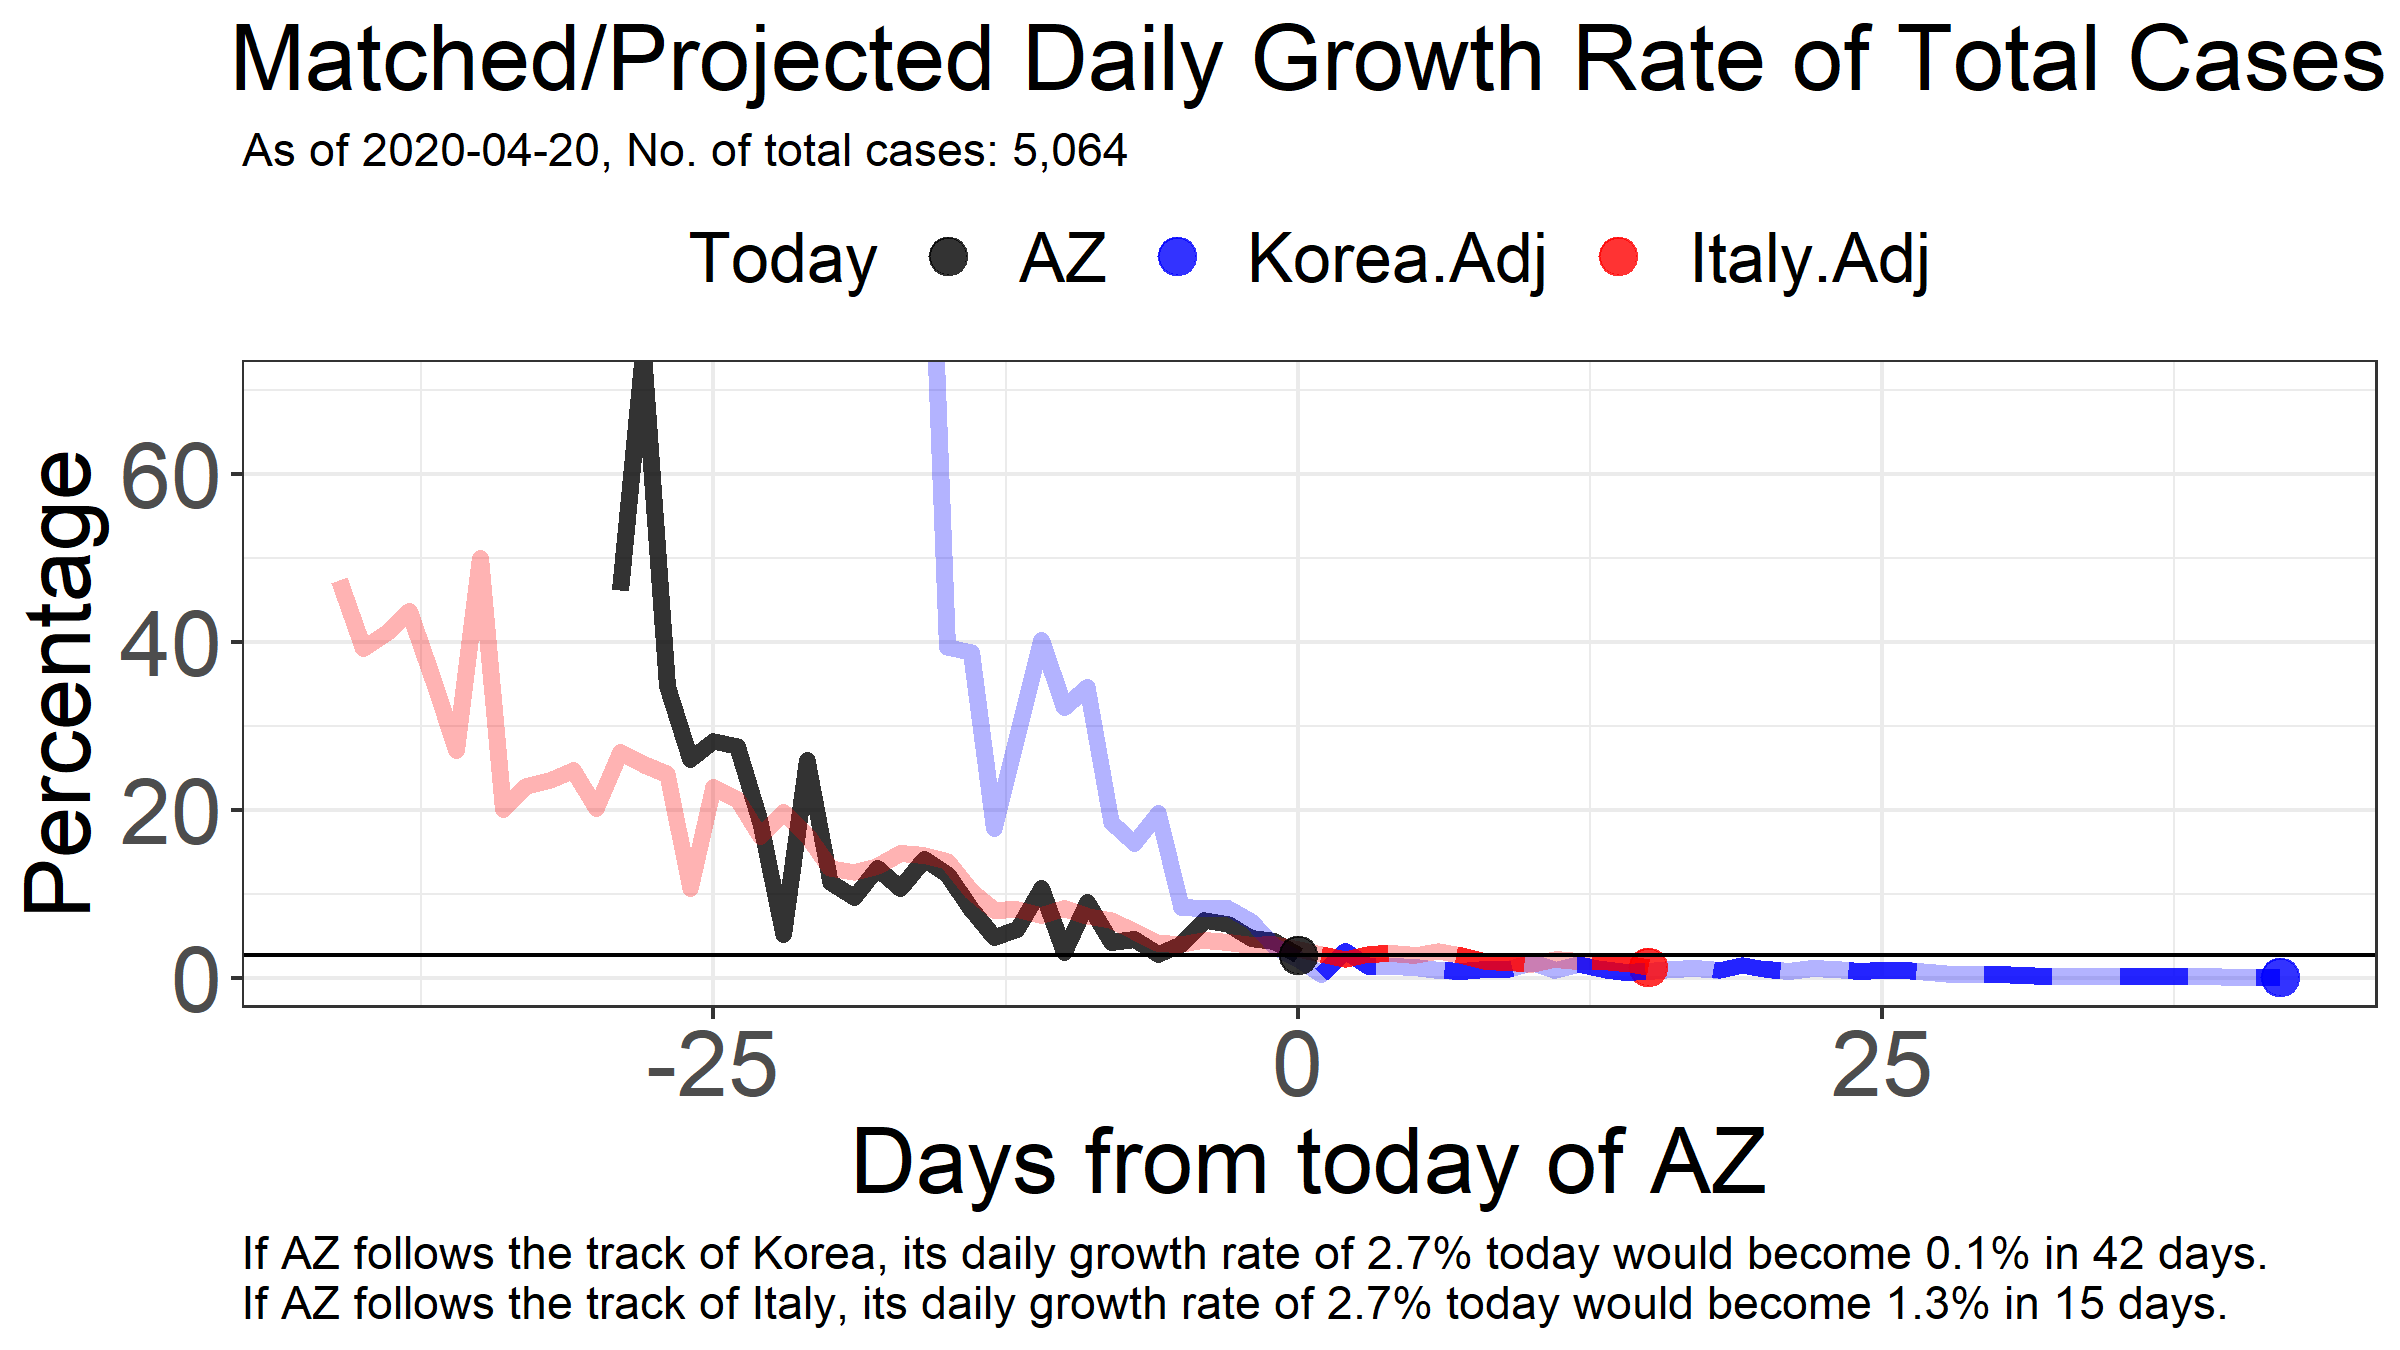 Matched/Projected Daily Growth Rate of Total Cases
As of 2020-04-20, No. of total cases: 5,064
Today AZ Korea.Adj Italy.Adj
Percentage
60
40
20
0
-25 0 25
Days from today of AZ
If AZ follows the track of Korea, its daily growth rate of 2.7% today would become 0.1% in 42 days.
If AZ follows the track of Italy, its daily growth rate of 2.7% today would become 1.3% in 15 days.